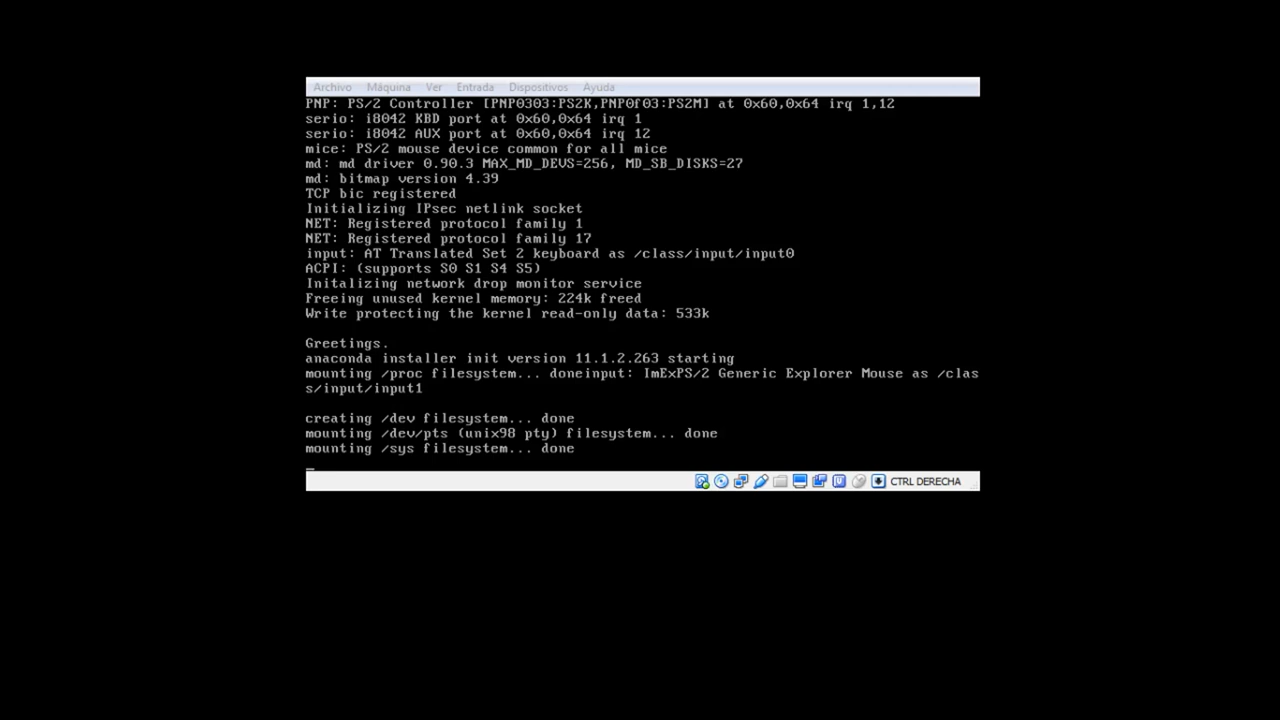 Archivo Máquina Ver Entrada Dispositivos Ayuda
PNP: PS/2 Controller [PNP0303:PS2K,PNP0f03:PS2M] at 0x60,0x64 irq 1,12
serio: i8042 KBD port at 0x60,0x64 irq 1
serio: i8042 AUX port at 0x60,0x64 irq 12
mice: PS/2 mouse device common for all mice
md: md driver 0.90.3 MAX_MD_DEVS=256, MD_SB_DISKS=27
md: bitmap version 4.39
TCP bic registered
Initializing IPsec netlink socket
NET: Registered protocol family 1
NET: Registered protocol family 17
input: AT Translated Set 2 keyboard as /class/input/input0
ACPI: (supports S0 S1 S4 S5)
Initalizing network drop monitor service
Freeing unused kernel memory: 224k freed
Write protecting the kernel read-only data: 533k
Greetings.
anaconda installer init version 11.1.2.263 starting
mounting /proc filesystem... doneinput: ImExPS/2 Generic Explorer Mouse as /clas
s/input/input1
creating /dev filesystem... done
mounting /dev/pts (unix98 pty) filesystem... done
mounting /sys filesystem... done
_
CTRL DERECHA